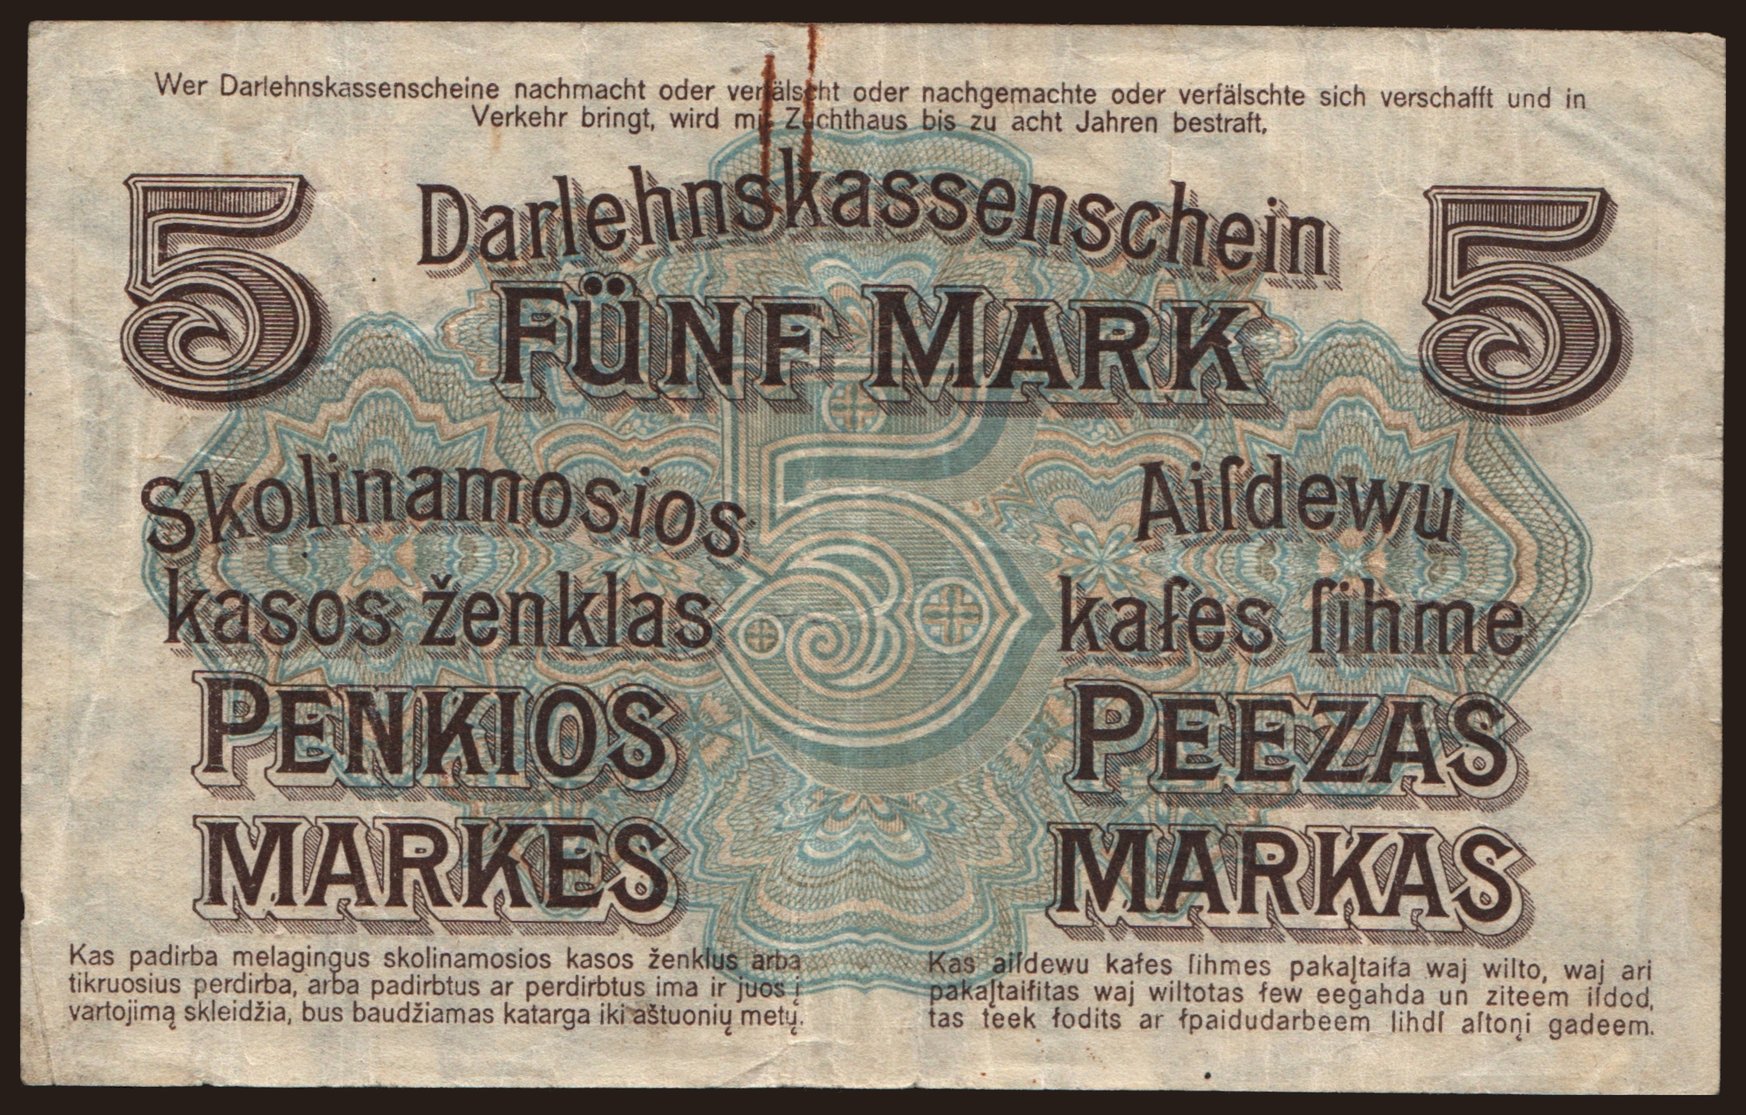 Wer Darlehnskassenscheine nachmacht oder verfälscht oder nachgemachte oder verfälschte sich verschafft und in
Verkehr bringt, wird mit Zuchthaus bis zu acht Jahren bestraft.
5
Darlehnskassenschein
5
FÜNF MARK
5
Skolinamosios
kasos ženklas
PENKIOS
MARKES
Aiſdewu
kaſes ſihme
PEEZAS
MARKAS
Kas padirba melagingus skolinamosios kasos ženklus arba
tikruosius perdirba, arba padirbtus ar perdirbtus ima ir juos į
vartojimą skleidžia, bus baudžiamas katarga iki aštuonių metų.
Kas aiſdewu kaſes ſihmes pakaļtaiſa waj wilto, waj ari
pakaļtaiſitas waj wiltotas ſew eegahda un ziteem iſdod,
tas teek ſodits ar ſpaidudarbeem lihdſ aſtoņi gadeem.